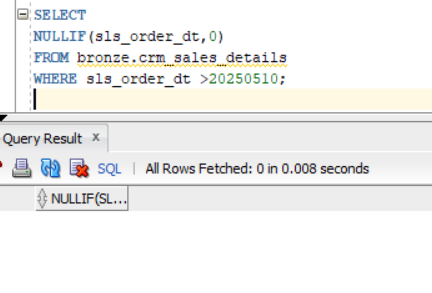 SELECT
NULLIF(sls_order_dt,0)
FROM bronze.crm_sales_details
WHERE sls_order_dt >20250510;
Query Result x
SQL | All Rows Fetched: 0 in 0.008 seconds
NULLIF(SL...